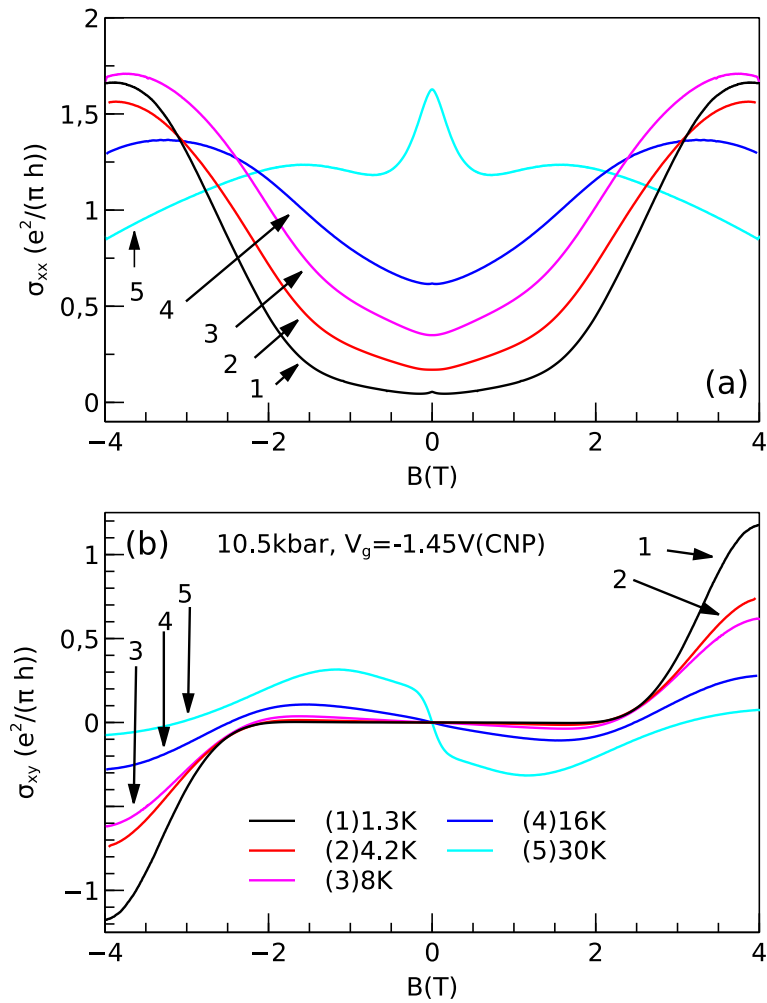 2
1,5
1
0,5
0
σxx (e²/(π h))
5
4
3
2
1
(a)
−4 −2 0 2 4
B(T)
(b) 10.5kbar, Vg=-1.45V(CNP)
1
0,5
0
−1
σxy (e²/(π h))
5
4
3
1
2
(1)1.3K (4)16K
(2)4.2K (5)30K
(3)8K
−4 −2 0 2 4
B(T)